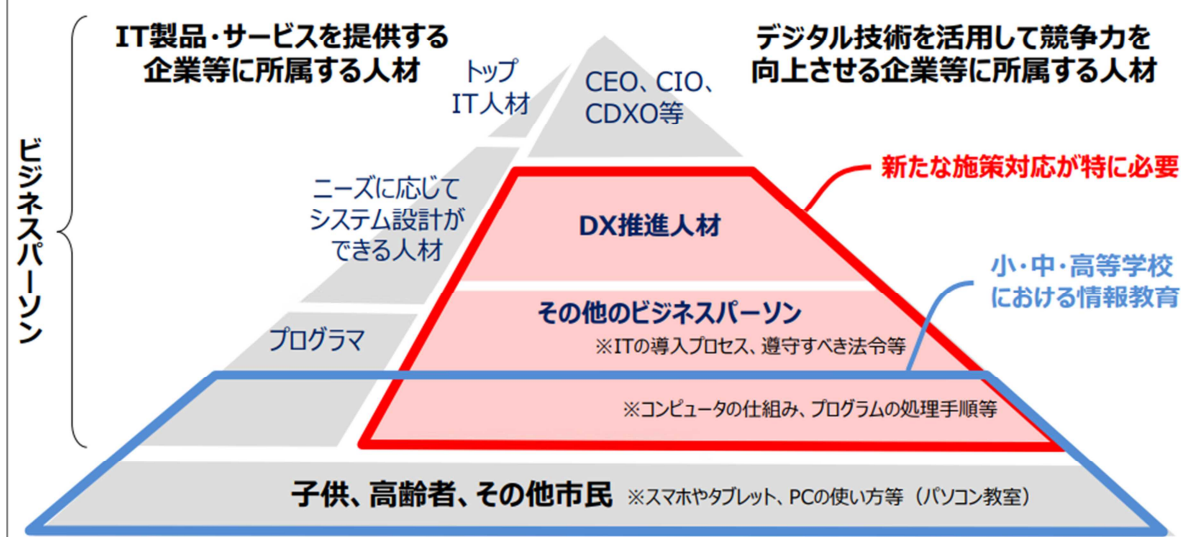 IT製品・サービスを提供する
企業等に所属する人材
デジタル技術を活用して競争力を
向上させる企業等に所属する人材
ビジネスパーソン
トップ
IT人材
CEO、CIO、
CDXO等
新たな施策対応が特に必要
ニーズに応じて
システム設計が
できる人材
DX推進人材
小・中・高等学校
における情報教育
プログラマ
その他のビジネスパーソン
※ITの導入プロセス、遵守すべき法令等
※コンピュータの仕組み、プログラムの処理手順等
子供、高齢者、その他市民 ※スマホやタブレット、PCの使い方等（パソコン教室）